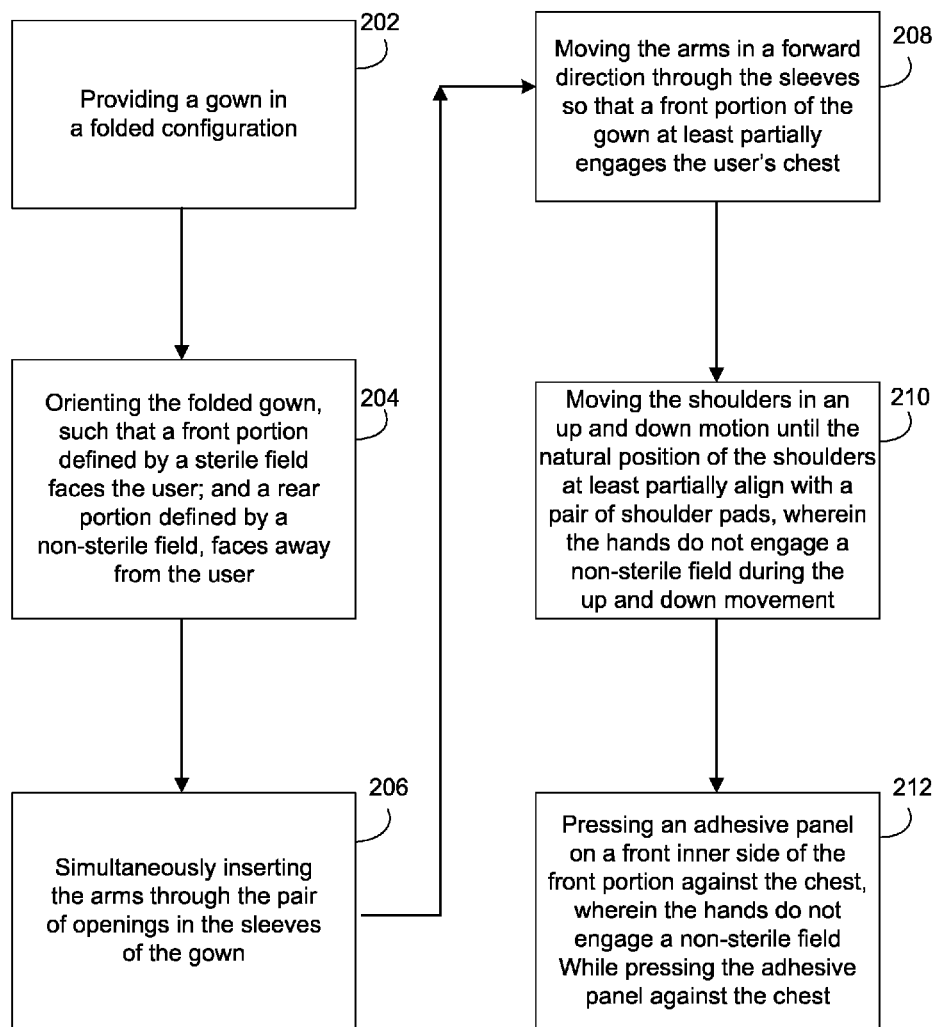 202
Providing a gown in
a folded configuration
204
Orienting the folded gown,
such that a front portion
defined by a sterile field
faces the user; and a rear
portion defined by a
non-sterile field, faces away
from the user
206
Simultaneously inserting
the arms through the pair
of openings in the sleeves
of the gown
208
Moving the arms in a forward
direction through the sleeves
so that a front portion of the
gown at least partially
engages the user's chest
210
Moving the shoulders in an
up and down motion until the
natural position of the shoulders
at least partially align with a
pair of shoulder pads, wherein
the hands do not engage a
non-sterile field during the
up and down movement
212
Pressing an adhesive panel
on a front inner side of the
front portion against the chest,
wherein the hands do not
engage a non-sterile field
While pressing the adhesive
panel against the chest